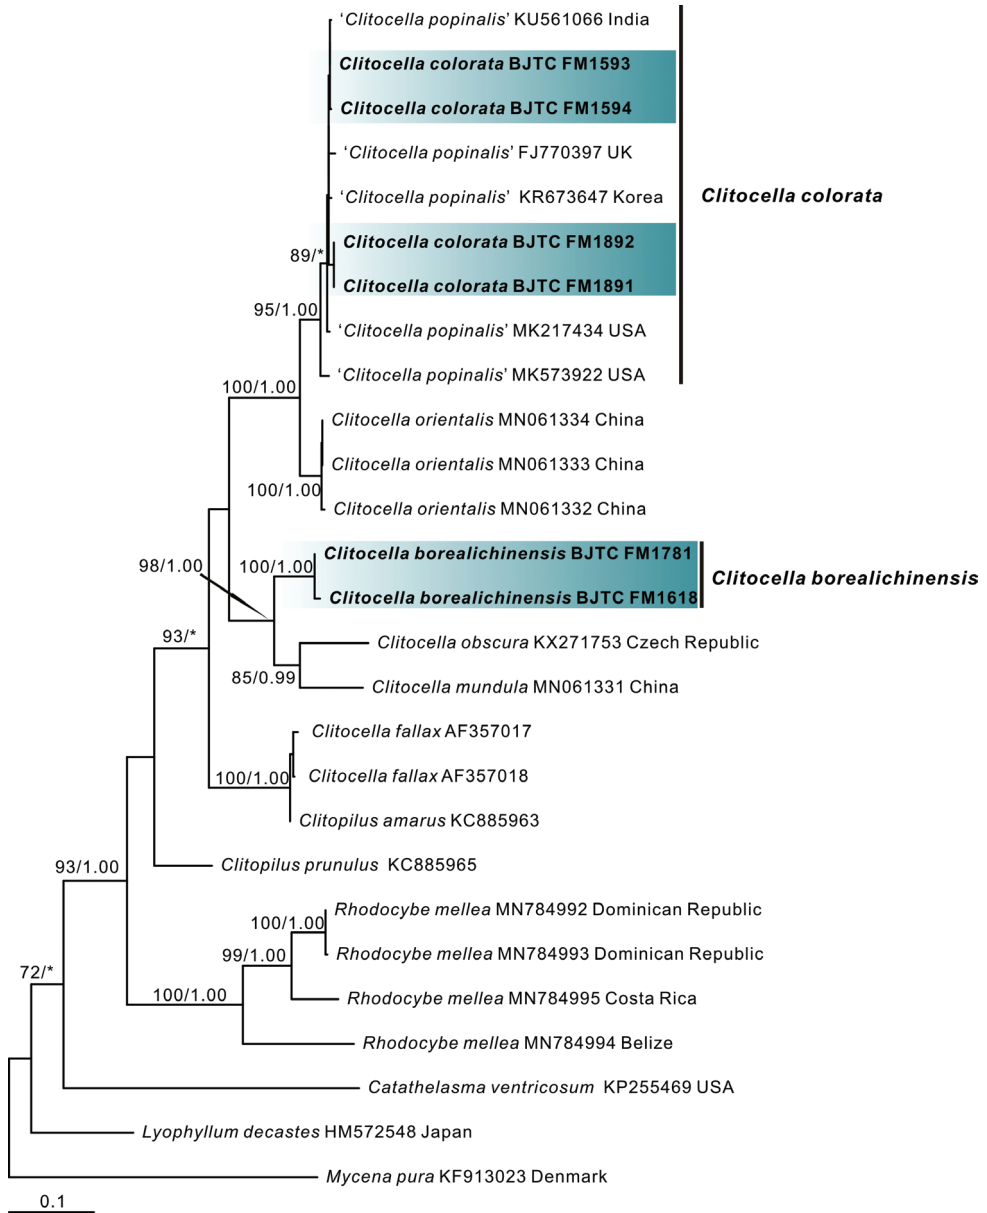 ‘Clitocella popinalis’ KU561066 India
Clitocella colorata BJTC FM1593
Clitocella colorata BJTC FM1594
‘Clitocella popinalis’ FJ770397 UK
‘Clitocella popinalis’ KR673647 Korea
Clitocella colorata
Clitocella colorata BJTC FM1892
89/*
Clitocella colorata BJTC FM1891
95/1.00
‘Clitocella popinalis’ MK217434 USA
‘Clitocella popinalis’ MK573922 USA
100/1.00
Clitocella orientalis MN061334 China
Clitocella orientalis MN061333 China
100/1.00
Clitocella orientalis MN061332 China
Clitocella borealichinensis BJTC FM1781
98/1.00
100/1.00
Clitocella borealichinensis
Clitocella borealichinensis BJTC FM1618
93/*
Clitocella obscura KX271753 Czech Republic
85/0.99
Clitocella mundula MN061331 China
Clitocella fallax AF357017
100/1.00
Clitocella fallax AF357018
Clitopilus amarus KC885963
93/1.00
Clitopilus prunulus KC885965
Rhodocybe mellea MN784992 Dominican Republic
100/1.00
Rhodocybe mellea MN784993 Dominican Republic
99/1.00
72/*
100/1.00
Rhodocybe mellea MN784995 Costa Rica
Rhodocybe mellea MN784994 Belize
Catathelasma ventricosum KP255469 USA
Lyophyllum decastes HM572548 Japan
Mycena pura KF913023 Denmark
0.1